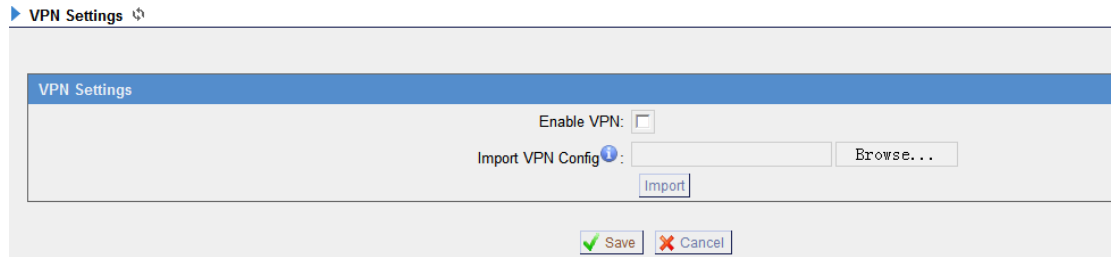 VPN Settings
VPN Settings
Enable VPN:
Import VPN Config : Browse...
Import
Save Cancel